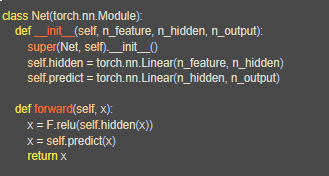 class Net(torch.nn.Module):
    def __init__(self, n_feature, n_hidden, n_output):
        super(Net, self).__init__()
        self.hidden = torch.nn.Linear(n_feature, n_hidden)
        self.predict = torch.nn.Linear(n_hidden, n_output)

    def forward(self, x):
        x = F.relu(self.hidden(x))
        x = self.predict(x)
        return x